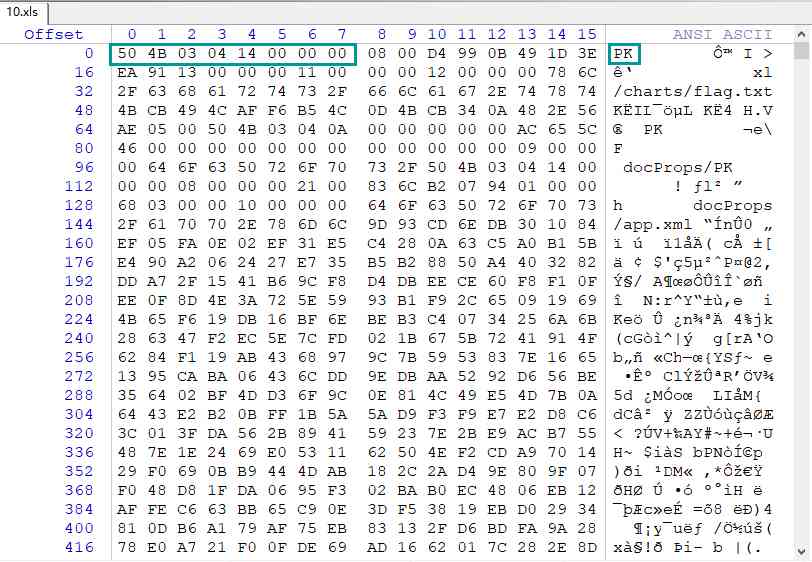 10.xls
Offset 0 1 2 3 4 5 6 7 8 9 10 11 12 13 14 15 ANSI ASCII
0 50 4B 03 04 14 00 00 00 08 00 D4 99 0B 49 1D 3E PK Ô™ I >
16 EA 91 13 00 00 00 11 00 00 00 12 00 00 00 78 6C ê‘ xl
32 2F 63 68 61 72 74 73 2F 66 6C 61 67 2E 74 78 74 /charts/flag.txt
48 4B CB 49 4C AF F6 B5 4C 0D 4B CB 34 0A 48 2E 56 KËIL¯öµL KË4 H.V
64 AE 05 00 50 4B 03 04 0A 00 00 00 00 00 AC 65 5C ® PK ¬e\
80 46 00 00 00 00 00 00 00 00 00 00 00 00 09 00 00 F
96 00 64 6F 63 50 72 6F 70 73 2F 50 4B 03 04 14 00 docProps/PK
112 00 00 08 00 00 00 21 00 83 6C B2 07 94 01 00 00 ! ƒl² ”
128 68 03 00 00 10 00 00 00 64 6F 63 50 72 6F 70 73 h docProps
144 2F 61 70 70 2E 78 6D 6C 9D 93 CD 6E DB 30 10 84 /app.xml “ÍnÛ0 „
160 EF 05 FA 0E 02 EF 31 E5 C4 28 0A 63 C5 A0 B1 5B ï ú ï1åÄ( cÅ ±[
176 E4 90 A2 06 24 27 E7 35 B5 B2 88 50 A4 40 32 82 ä ¢ $'ç5µ²ˆP¤@2‚
192 DD A7 2F 15 41 B6 9C F8 D4 DB EE CE 60 F8 F1 0F Ý§/ A¶œøÔÛîÎ`øñ
208 EE 0F 8D 4E 3A 72 5E 59 93 B1 F9 2C 65 09 19 69 î N:r^Y“±ù,e i
224 4B 65 F6 19 DB 16 BF 6E BE B3 C4 07 34 25 6A 6B Keö Û ¿n¾³Ä 4%jk
240 28 63 47 F2 EC 5E 7C FD 02 1B 67 5B 72 41 91 4F (cGòì^|ý g[rA‘O
256 62 84 F1 19 AB 43 68 97 9C 7B 59 53 83 7E 16 65 b„ñ «Ch—œ{YSƒ~ e
272 13 95 CA BA 06 43 6C DD 9E DB AA 52 92 D6 56 BE •Êº ClÝžÛªR’ÖV¾
288 35 64 02 BF 4D D3 6F 9C 0E 81 4C 49 E5 4D 7B 0A 5d ¿MÓoœ LIåM{
304 64 43 E2 B2 0B FF 1B 5A 5A D9 F3 F9 E7 E2 D8 C6 dCâ² ÿ ZZÙóùçâØÆ
320 3C 01 3F DA 56 2B 89 41 59 23 7E 2B E9 AC B7 55 < ?ÚV+‰AY#~+é¬·U
336 48 7E 1E 24 69 E0 53 11 62 50 4E F2 CD A9 70 14 H~ $iàS bPNòÍ©p
352 29 F0 69 0B B9 44 4D AB 18 2C 2A D4 9E 80 9F 07 )ði ¹DM« ,*Ôž€Ÿ
368 F0 48 D8 1F DA 06 95 F3 02 BA B0 EC 48 06 EB 12 ðHØ Ú •ó º°ìH ë
384 AF FE C6 63 BB 65 C9 0E 3D F5 38 19 EB D0 29 34 ¯þÆc»eÉ =õ8 ëÐ)4
400 81 0D B6 A1 79 AF 75 EB 83 13 2F D6 BD FA 9A 28 ¶¡y¯uëƒ /Ö½úš(
416 78 E0 A7 21 F0 0F DE 69 AD 16 62 01 7C 28 2E 8D xà§!ð Þi- b |(.